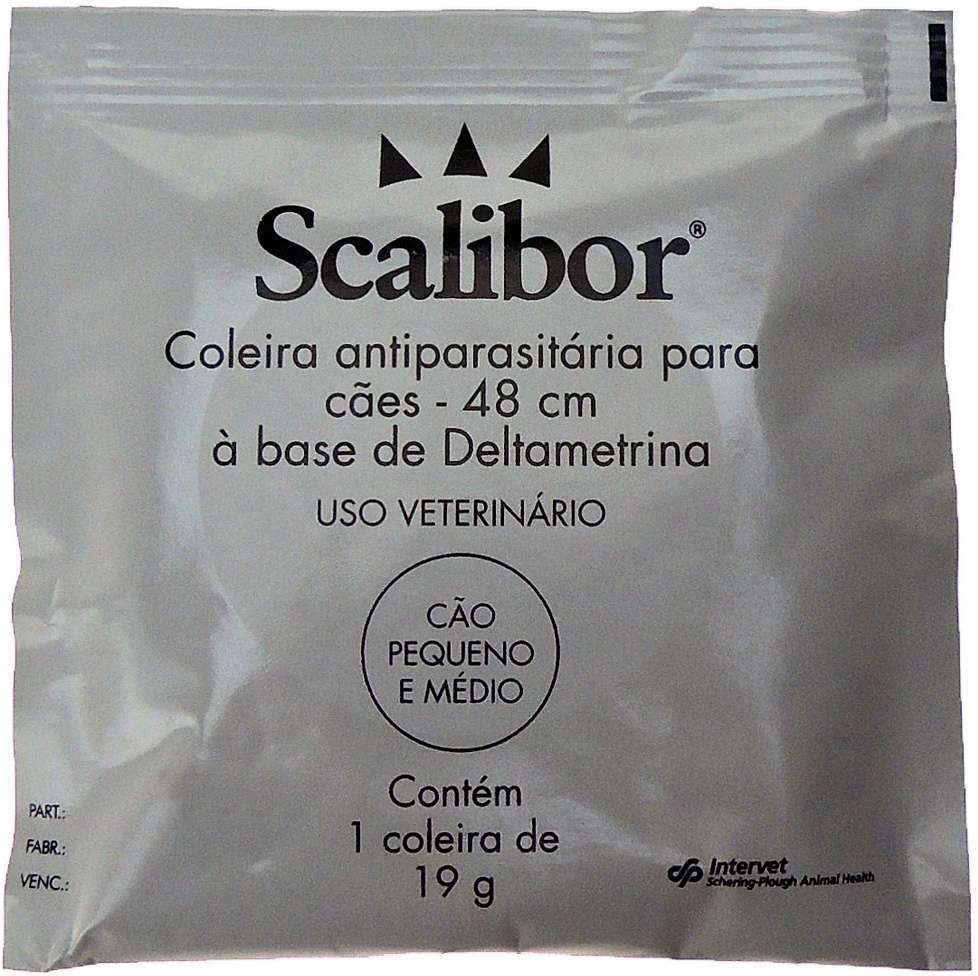 Scalibor®
Coleira antiparasitária para
cães - 48 cm
à base de Deltametrina
USO VETERINÁRIO
CÃO
PEQUENO
E MÉDIO
Contém
1 coleira de
19 g
PART.:
FABR.:
VENC.:
Intervet
Schering-Plough Animal Health